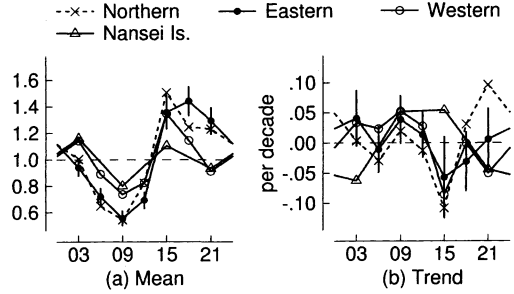 Northern Eastern Western
Nansei Is.
1.6
1.4
1.2
1.0
0.8
0.6
03 09 15 21
(a) Mean
per decade
.10
.05
.00
-.05
-.10
03 09 15 21
(b) Trend